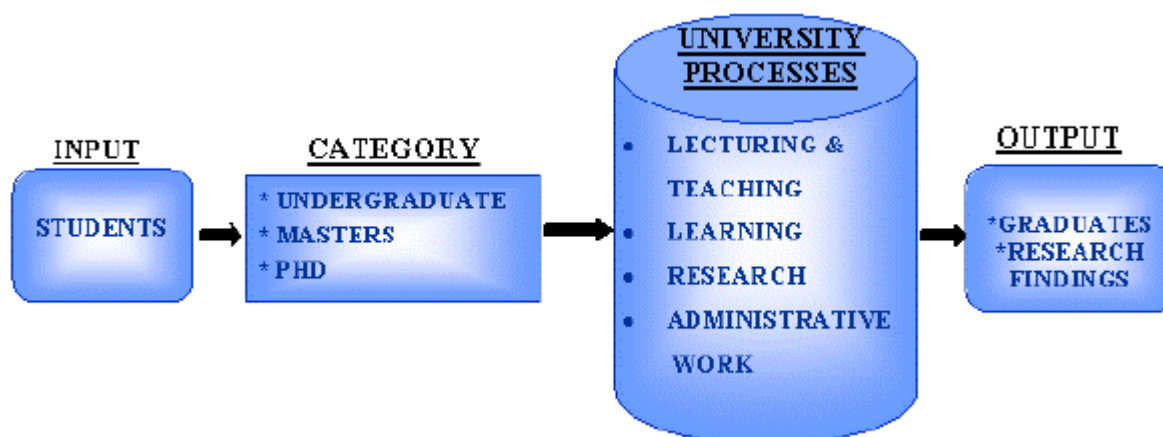 INPUT
STUDENTS
CATEGORY
* UNDERGRADUATE
* MASTERS
* PHD
UNIVERSITY
PROCESSES
• LECTURING &
TEACHING
• LEARNING
• RESEARCH
• ADMINISTRATIVE
WORK
OUTPUT
*GRADUATES
*RESEARCH
FINDINGS